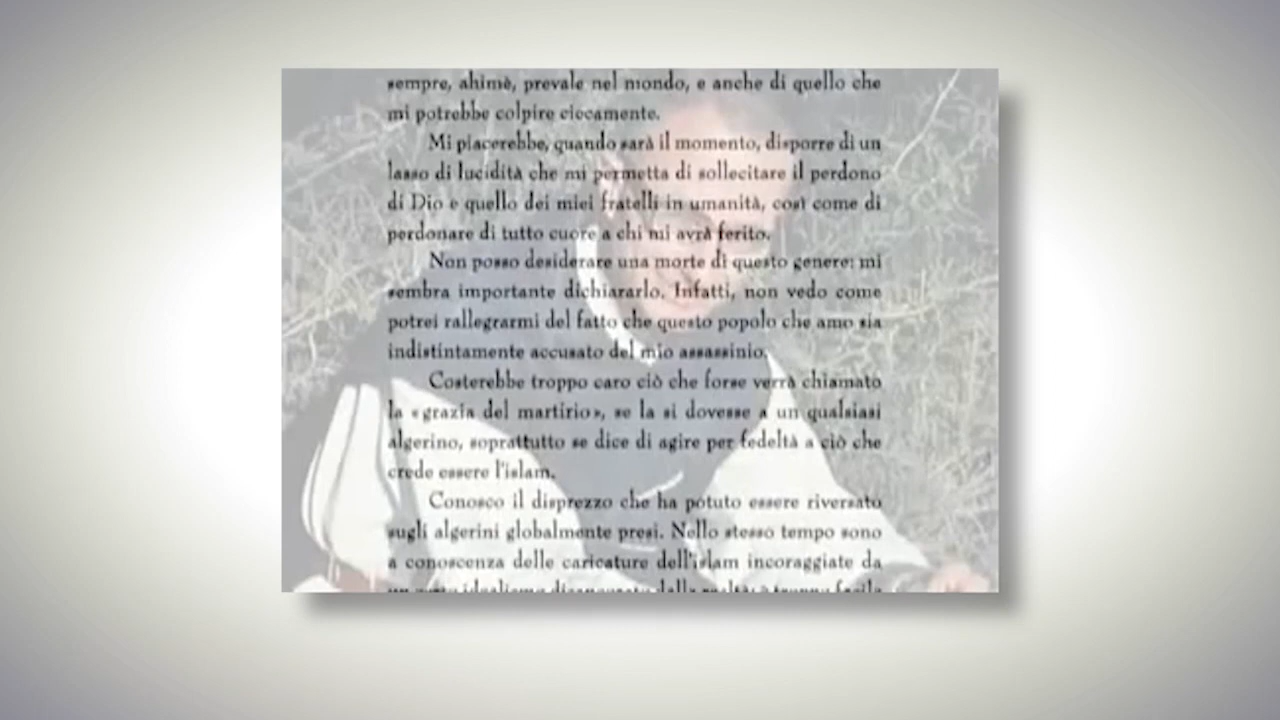 sempre, ahimè, prevale nel mondo, e anche di quello che
mi potrebbe colpire ciecamente.
Mi piacerebbe, quando sarà il momento, disporre di un
lasso di lucidità che mi permetta di sollecitare il perdono
di Dio e quello dei miei fratelli in umanità, così come di
perdonare di tutto cuore a chi mi avrà ferito.
Non posso desiderare una morte di questo genere: mi
sembra importante dichiararlo. Infatti, non vedo come
potrei rallegrarmi del fatto che questo popolo che amo sia
indistintamente accusato del mio assassinio.
Costerebbe troppo caro ciò che forse verrà chiamato
la «grazia del martirio», se la si dovesse a un qualsiasi
algerino, soprattutto se dice di agire per fedeltà a ciò che
crede essere l'islam.
Conosco il disprezzo che ha potuto essere riversato
sugli algerini globalmente presi. Nello stesso tempo sono
a conoscenza delle caricature dell'islam incoraggiate da